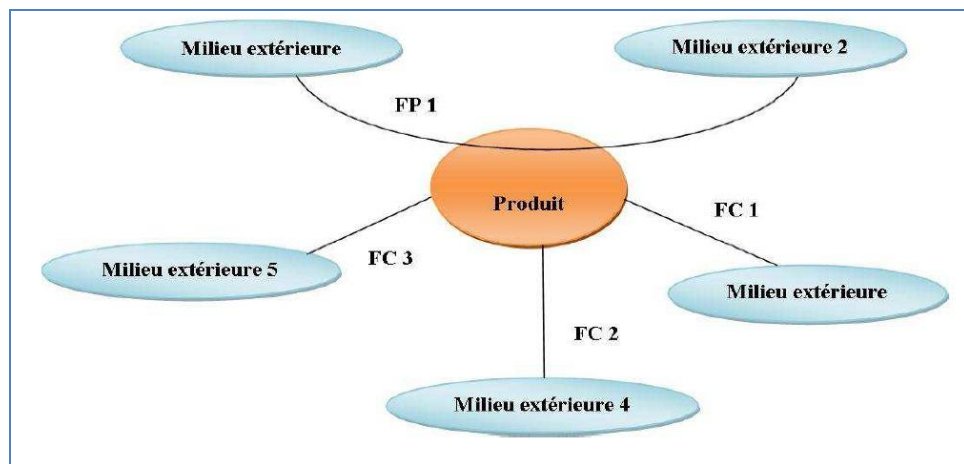 Milieu extérieure
Milieu extérieure 2
FP 1
Produit
FC 1
Milieu extérieure 5
FC 3
Milieu extérieure
FC 2
Milieu extérieure 4